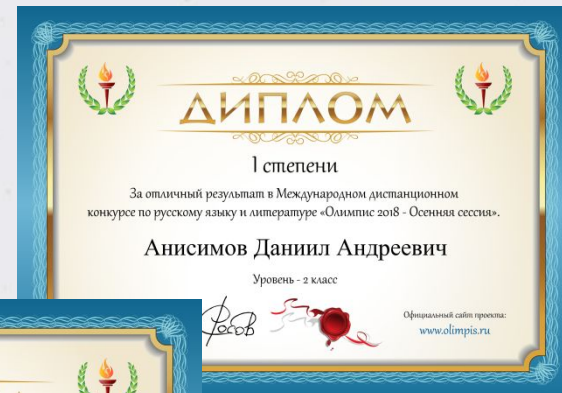 ДИПЛОМ
I степени
За отличный результат в Международном дистанционном
конкурсе по русскому языку и литературе «Олимпис 2018 - Осенняя сессия».
Анисимов Даниил Андреевич
Уровень - 2 класс
Официальный сайт проекта:
www.olimpis.ru